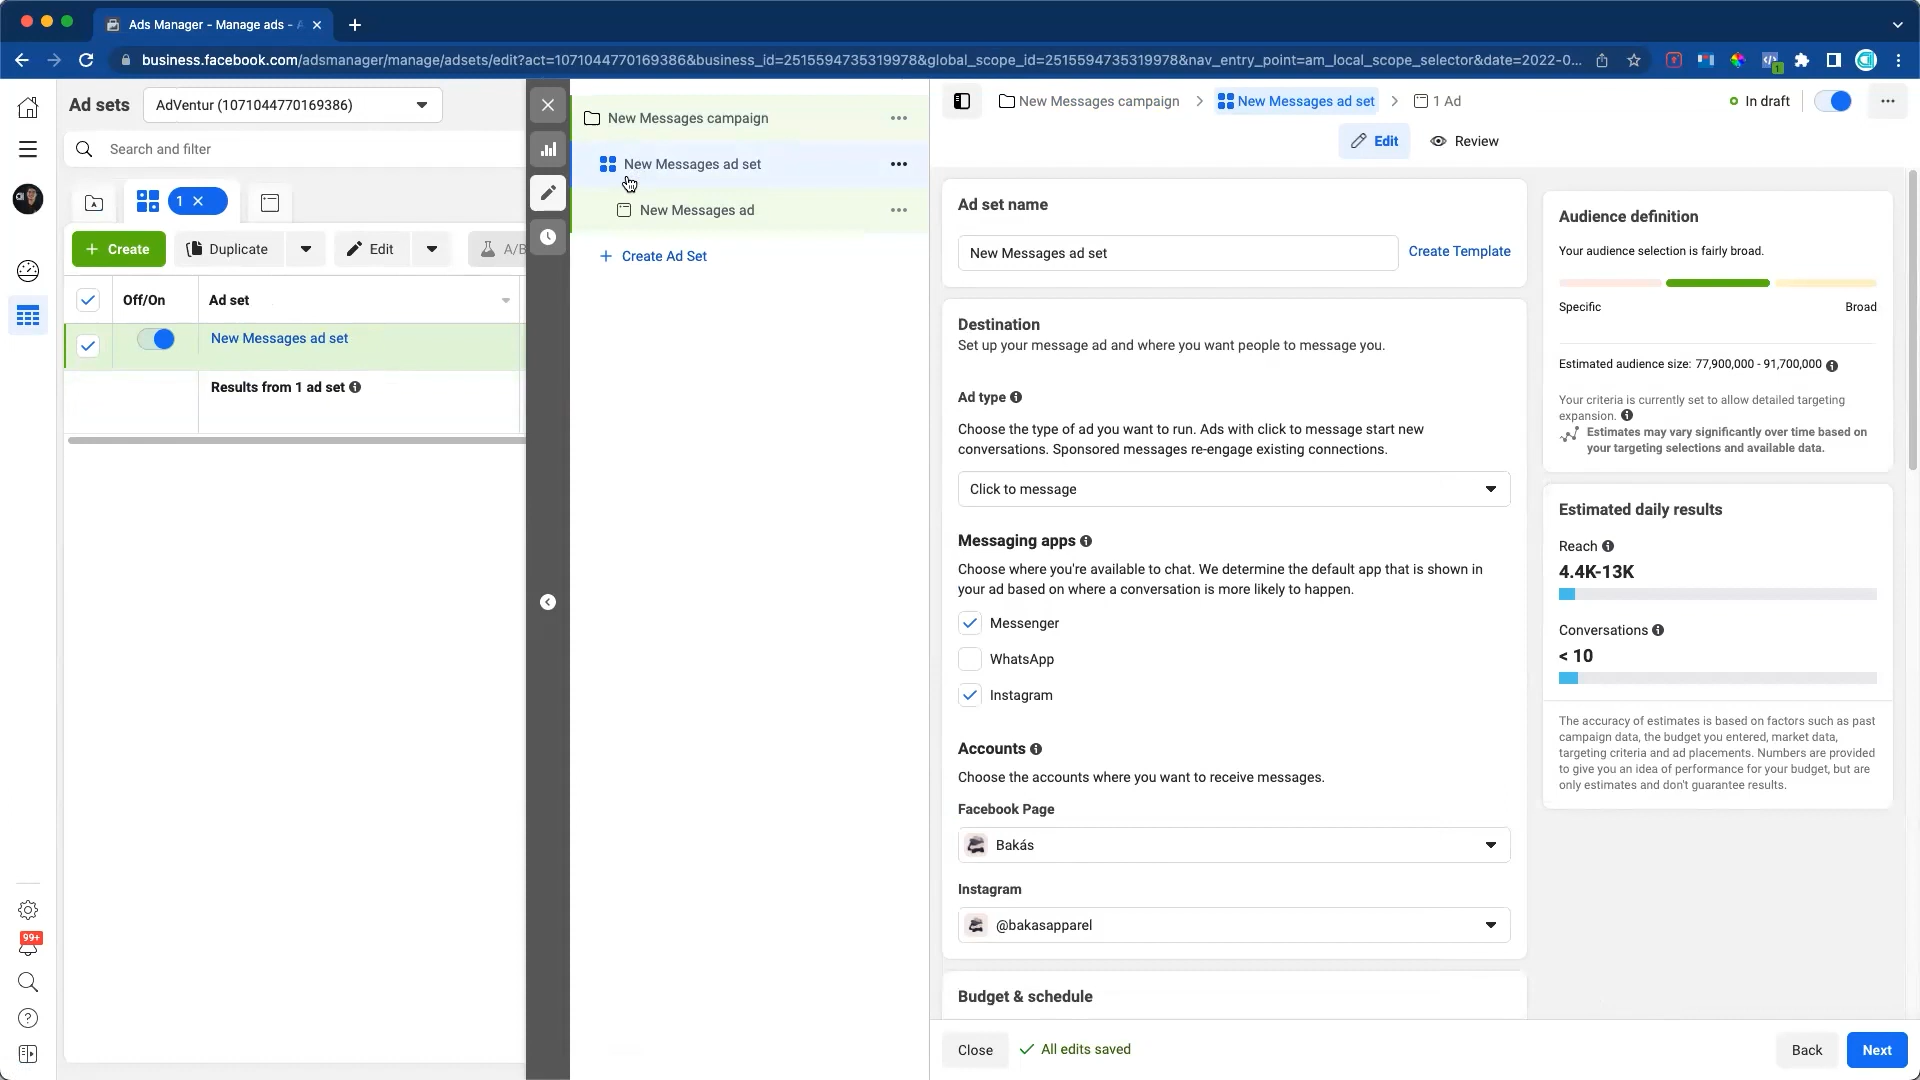 Ads Manager - Manage ads - A
business.facebook.com/adsmanager/manage/adsets/edit?act=1071044770169386&business_id=2515594735319978&global_scope_id=2515594735319978&nav_entry_point=am_local_scope_selector&date=2022-0...
1
Ad sets
AdVentur (1071044770169386)
Search and filter
1
Create
Duplicate
Edit
A/B
Off/On
Ad set
New Messages ad set
Results from 1 ad set
99+
New Messages campaign
New Messages ad set
New Messages ad
Create Ad Set
New Messages campaign
New Messages ad set
1 Ad
In draft
Edit
Review
Ad set name
New Messages ad set
Create Template
Destination
Set up your message ad and where you want people to message you.
Ad type
Choose the type of ad you want to run. Ads with click to message start new
conversations. Sponsored messages re-engage existing connections.
Click to message
Messaging apps
Choose where you're available to chat. We determine the default app that is shown in
your ad based on where a conversation is more likely to happen.
Messenger
WhatsApp
Instagram
Accounts
Choose the accounts where you want to receive messages.
Facebook Page
Bakás
Instagram
@bakasapparel
Budget & schedule
Audience definition
Your audience selection is fairly broad.
Specific
Broad
Estimated audience size: 77,900,000 - 91,700,000
Your criteria is currently set to allow detailed targeting
expansion.
Estimates may vary significantly over time based on
your targeting selections and available data.
Estimated daily results
Reach
4.4K-13K
Conversations
< 10
The accuracy of estimates is based on factors such as past
campaign data, the budget you entered, market data,
targeting criteria and ad placements. Numbers are provided
to give you an idea of performance for your budget, but are
only estimates and don't guarantee results.
Close
All edits saved
Back
Next